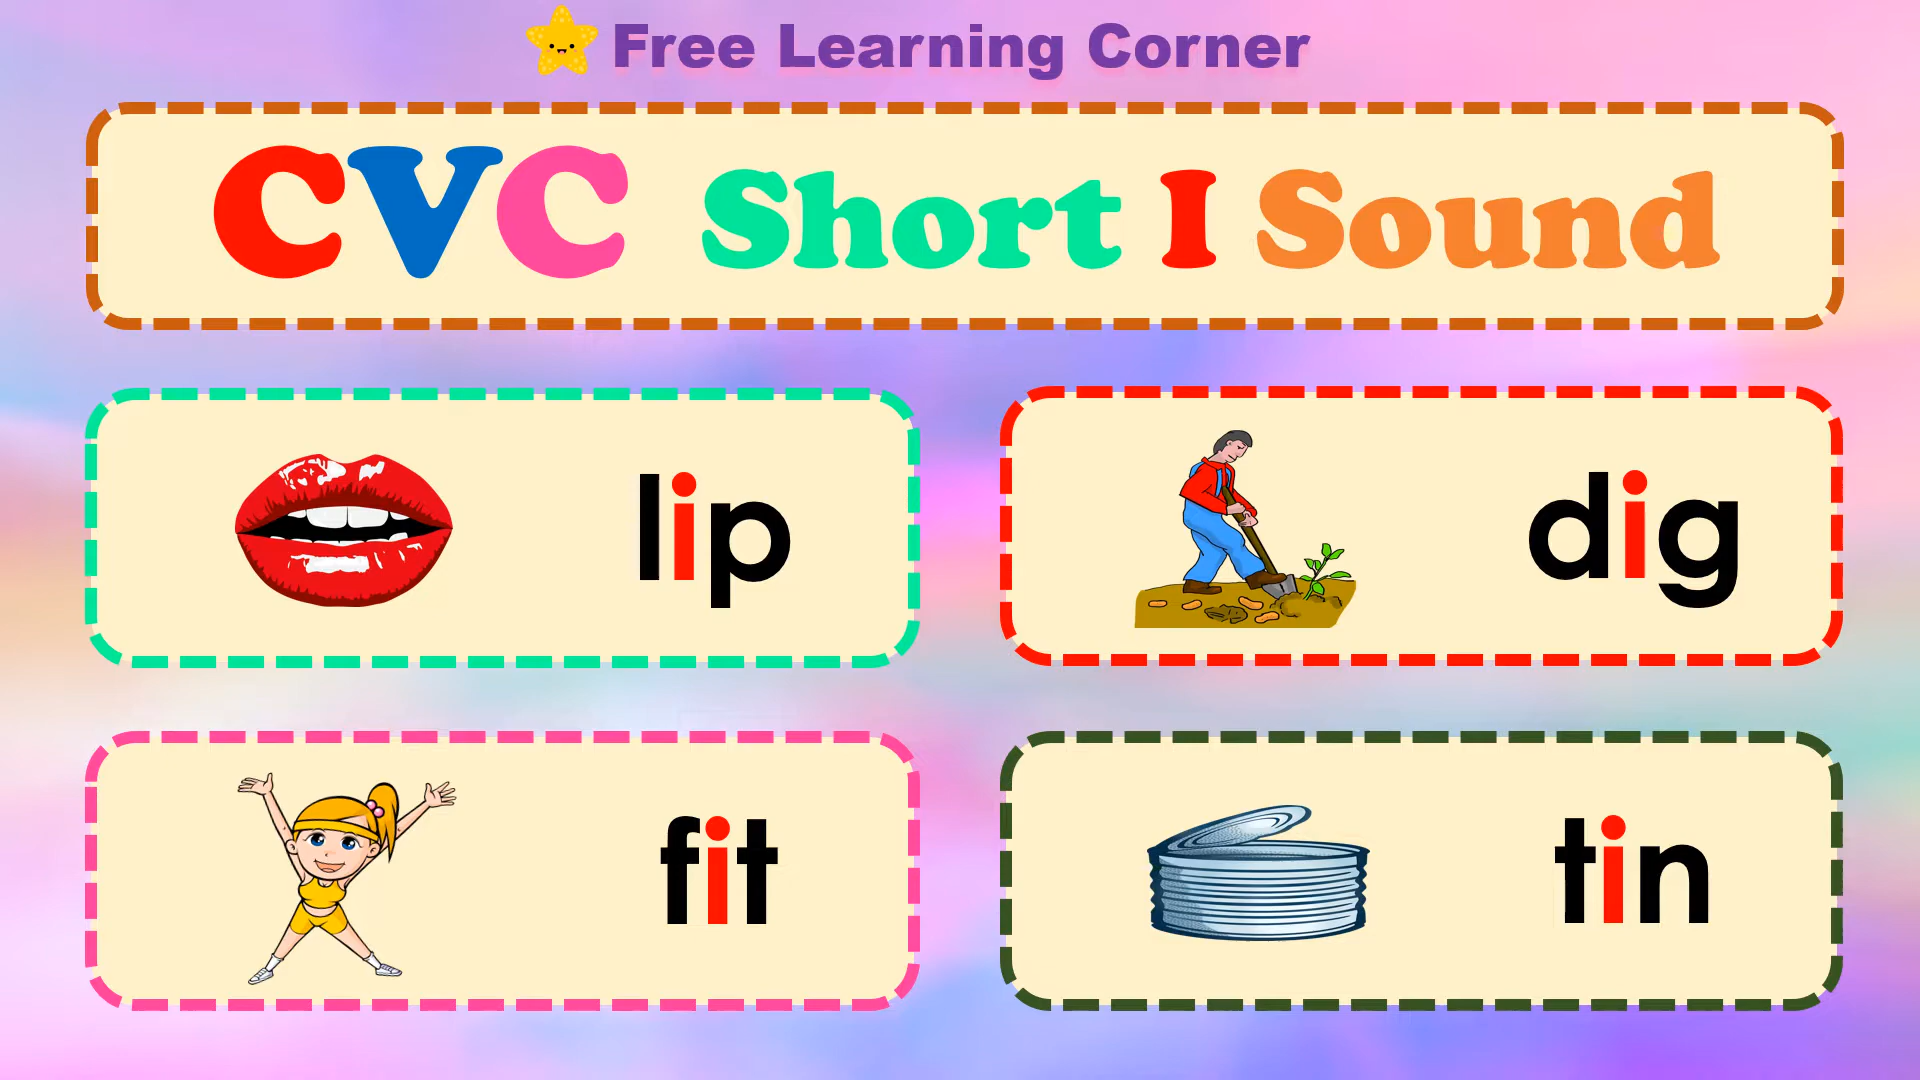 Free Learning Corner
CVC Short I Sound
lip
dig
fit
tin